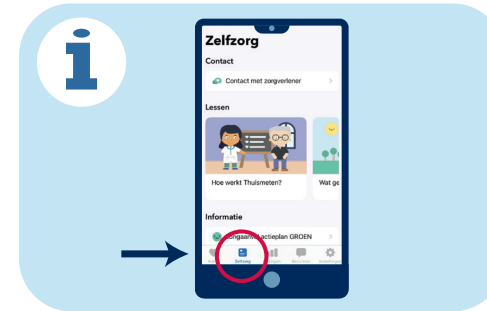 Zelfzorg
Contact
Contact met zorgverlener
Lessen
Hoe werkt Thuismeten?
Wat ge
Informatie
actieplan GROEN
Zelfzorg